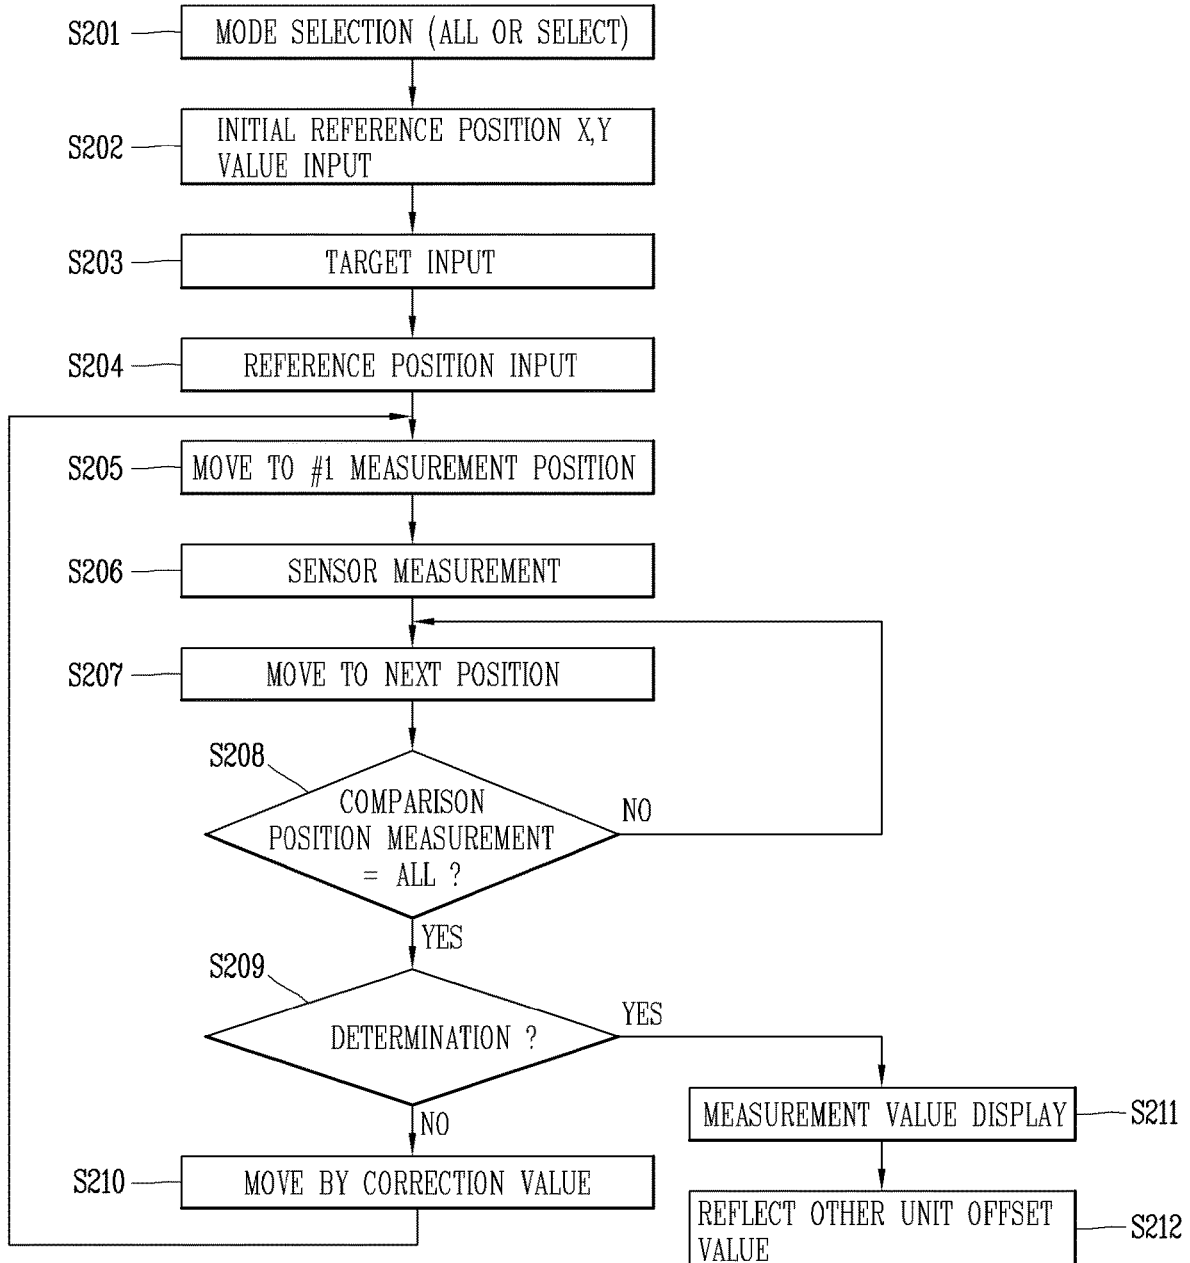 S201
MODE SELECTION (ALL OR SELECT)
S202
INITIAL REFERENCE POSITION X,Y
VALUE INPUT
S203
TARGET INPUT
S204
REFERENCE POSITION INPUT
S205
MOVE TO #1 MEASUREMENT POSITION
S206
SENSOR MEASUREMENT
S207
MOVE TO NEXT POSITION
S208
COMPARISON
POSITION MEASUREMENT
= ALL ?
NO
YES
S209
DETERMINATION ?
YES
NO
S210
MOVE BY CORRECTION VALUE
MEASUREMENT VALUE DISPLAY
S211
REFLECT OTHER UNIT OFFSET
VALUE
S212